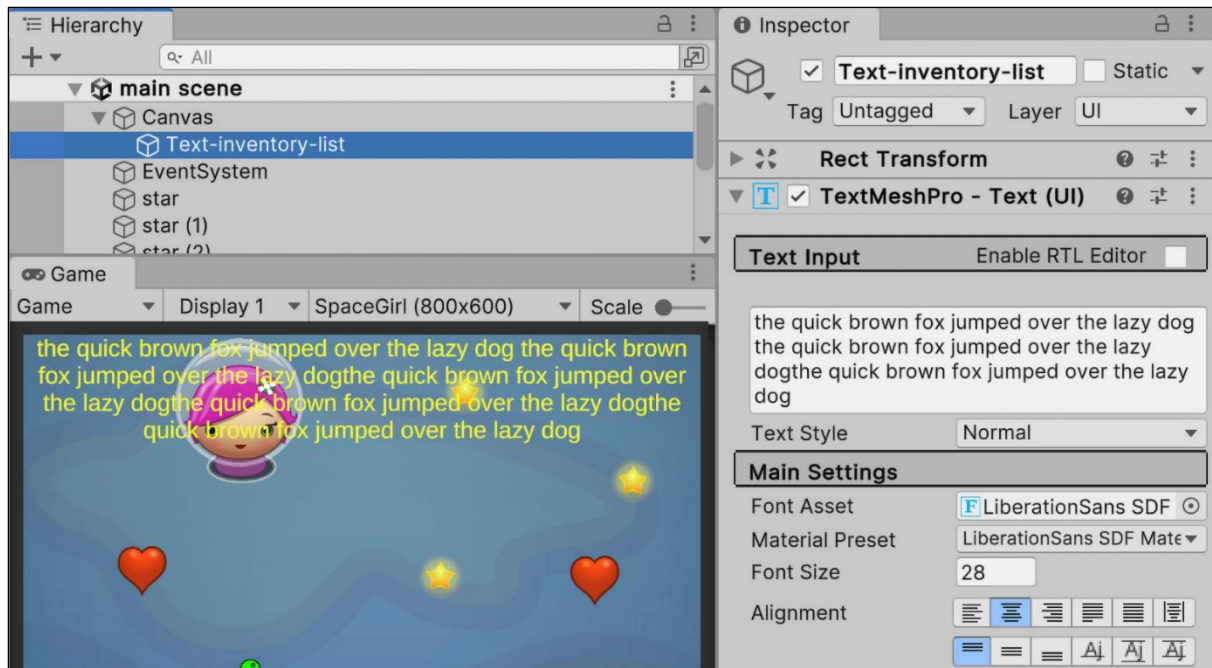 Hierarchy
All
main scene
Canvas
Text-inventory-list
EventSystem
star
star (1)
star (2)
Game
Game Display 1 SpaceGirl (800x600) Scale
the quick brown fox jumped over the lazy dog the quick brown
fox jumped over the lazy dogthe quick brown fox jumped over
the lazy dogthe quick brown fox jumped over the lazy dogthe
quick brown fox jumped over the lazy dog
Inspector
Text-inventory-list Static
Tag Untagged Layer UI
Rect Transform
TextMeshPro - Text (UI)
Text Input Enable RTL Editor
the quick brown fox jumped over the lazy dog
the quick brown fox jumped over the lazy
dogthe quick brown fox jumped over the lazy
dog
Text Style Normal
Main Settings
Font Asset LiberationSans SDF
Material Preset LiberationSans SDF Mate
Font Size 28
Alignment